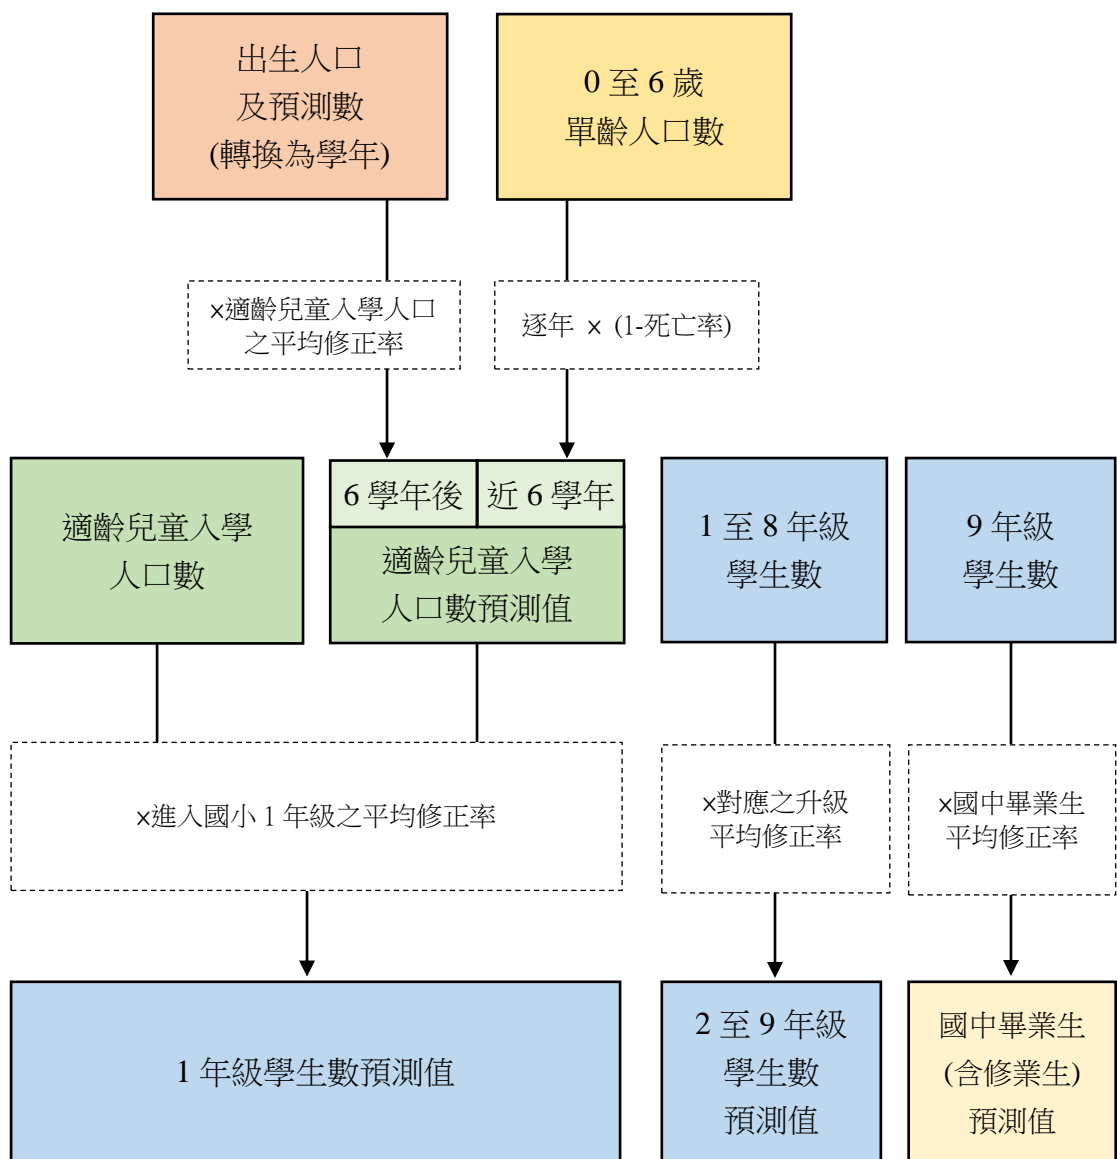 出生人口
及預測數
(轉換為學年)
0 至 6 歲
單齡人口數
×適齡兒童入學人口
之平均修正率
逐年 × (1-死亡率)
適齡兒童入學
人口數
6 學年後
近 6 學年
適齡兒童入學
人口數預測值
1 至 8 年級
學生數
9 年級
學生數
×進入國小 1 年級之平均修正率
×對應之升級
平均修正率
×國中畢業生
平均修正率
1 年級學生數預測值
2 至 9 年級
學生數
預測值
國中畢業生
(含修業生)
預測值